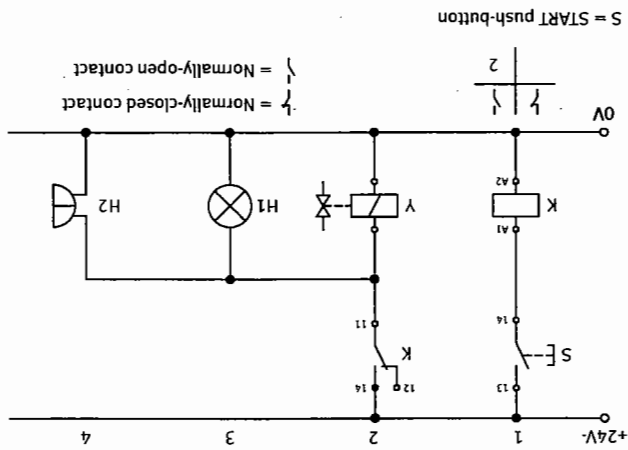 +24V-
1 2 3 4
13
S
14
12 14
K
11
A1
K
A2
Y
H1
H2
0V
2
= Normally-closed contact
= Normally-open contact
S = START push-button